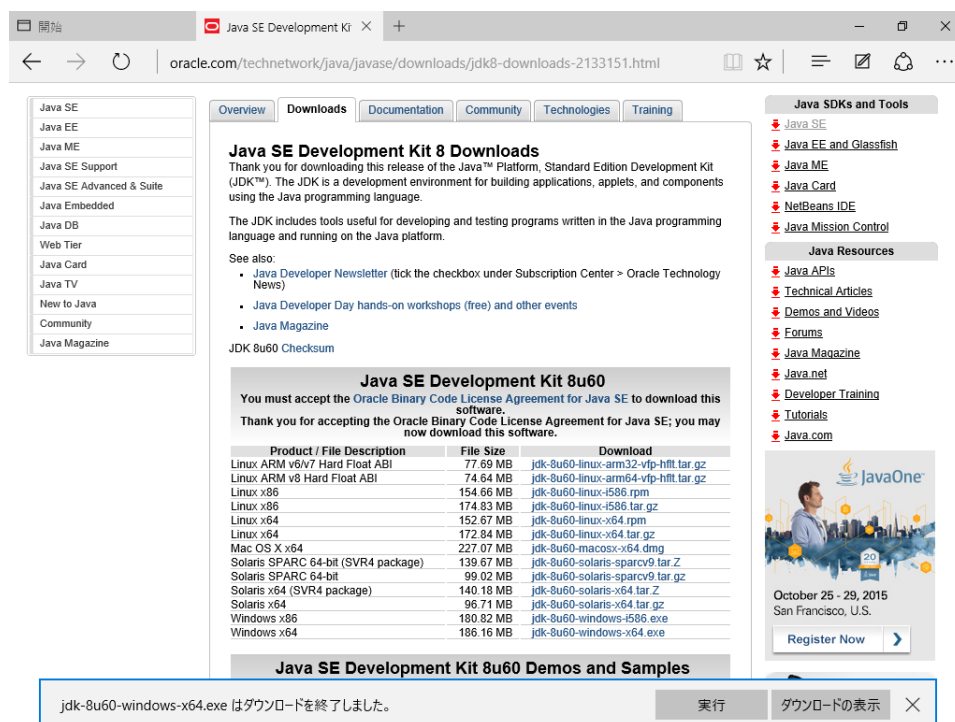 開始
Java SE Development Kit
oracle.com/technetwork/java/javase/downloads/jdk8-downloads-2133151.html
Java SE
Java EE
Java ME
Java SE Support
Java SE Advanced & Suite
Java Embedded
Java DB
Web Tier
Java Card
Java TV
New to Java
Community
Java Magazine
Overview Downloads Documentation Community Technologies Training
Java SE Development Kit 8 Downloads
Thank you for downloading this release of the Java™ Platform, Standard Edition Development Kit
(JDK™). The JDK is a development environment for building applications, applets, and components
using the Java programming language.
The JDK includes tools useful for developing and testing programs written in the Java programming
language and running on the Java platform.
See also:
Java Developer Newsletter (tick the checkbox under Subscription Center > Oracle Technology
News)
Java Developer Day hands-on workshops (free) and other events
Java Magazine
JDK 8u60 Checksum
Java SE Development Kit 8u60
You must accept the Oracle Binary Code License Agreement for Java SE to download this
software.
Thank you for accepting the Oracle Binary Code License Agreement for Java SE; you may
now download this software.
Product / File Description File Size Download
Linux ARM v6/v7 Hard Float ABI 77.69 MB jdk-8u60-linux-arm32-vfp-hflt.tar.gz
Linux ARM v8 Hard Float ABI 74.64 MB jdk-8u60-linux-arm64-vfp-hflt.tar.gz
Linux x86 154.66 MB jdk-8u60-linux-i586.rpm
Linux x86 174.83 MB jdk-8u60-linux-i586.tar.gz
Linux x64 152.67 MB jdk-8u60-linux-x64.rpm
Linux x64 172.84 MB jdk-8u60-linux-x64.tar.gz
Mac OS X x64 227.07 MB jdk-8u60-macosx-x64.dmg
Solaris SPARC 64-bit (SVR4 package) 139.67 MB jdk-8u60-solaris-sparcv9.tar.Z
Solaris SPARC 64-bit 99.02 MB jdk-8u60-solaris-sparcv9.tar.gz
Solaris x64 (SVR4 package) 140.18 MB jdk-8u60-solaris-x64.tar.Z
Solaris x64 96.71 MB jdk-8u60-solaris-x64.tar.gz
Windows x86 180.82 MB jdk-8u60-windows-i586.exe
Windows x64 186.16 MB jdk-8u60-windows-x64.exe
Java SE Development Kit 8u60 Demos and Samples
Java SDKs and Tools
Java SE
Java EE and Glassfish
Java ME
Java Card
NetBeans IDE
Java Mission Control
Java Resources
Java APIs
Technical Articles
Demos and Videos
Forums
Java Magazine
Java.net
Developer Training
Tutorials
Java.com
JavaOne™
20
October 25 - 29, 2015
San Francisco, U.S.
Register Now
jdk-8u60-windows-x64.exe はダウンロードを終了しました。 実行 ダウンロードの表示